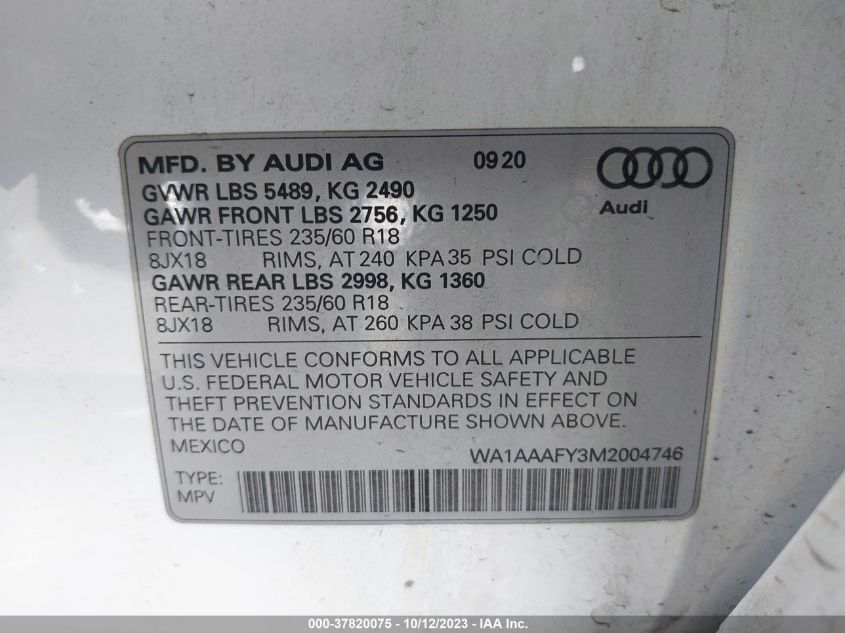 MFD. BY AUDI AG 0920
GVWR LBS 5489, KG 2490
GAWR FRONT LBS 2756, KG 1250
Audi
FRONT-TIRES 235/60 R18
8JX18 RIMS, AT 240 KPA 35 PSI COLD
GAWR REAR LBS 2998, KG 1360
REAR-TIRES 235/60 R18
8JX18 RIMS, AT 260 KPA 38 PSI COLD
THIS VEHICLE CONFORMS TO ALL APPLICABLE
U.S. FEDERAL MOTOR VEHICLE SAFETY AND
THEFT PREVENTION STANDARDS IN EFFECT ON
THE DATE OF MANUFACTURE SHOWN ABOVE.
MEXICO WA1AAAFY3M2004746
TYPE:
MPV
000-37820075 - 10/12/2023 - IAA Inc.